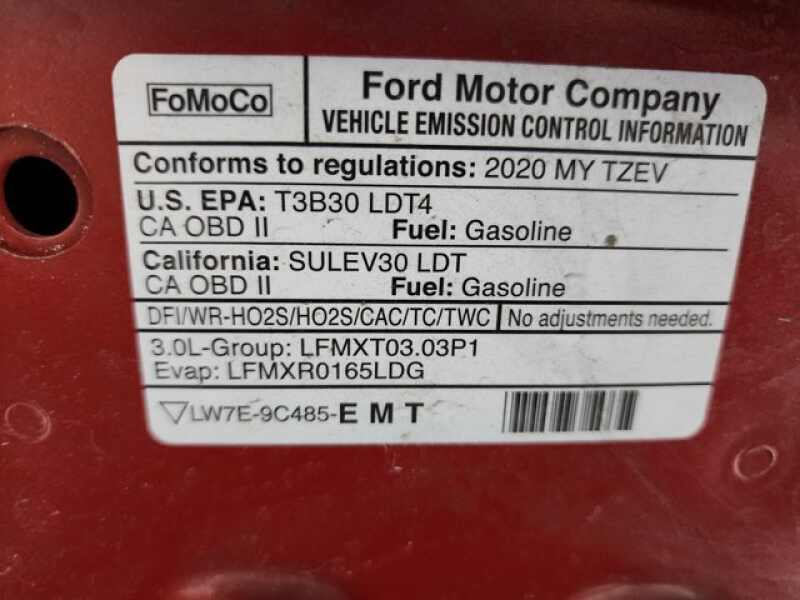 FoMoCo
Ford Motor Company
VEHICLE EMISSION CONTROL INFORMATION
Conforms to regulations: 2020 MY TZEV
U.S. EPA: T3B30 LDT4
CA OBD II Fuel: Gasoline
California: SULEV30 LDT
CA OBD II Fuel: Gasoline
DFI/WR-HO2S/HO2S/CAC/TC/TWC No adjustments needed.
3.0L-Group: LFMXT03.03P1
Evap: LFMXR0165LDG
▽LW7E-9C485-E M T